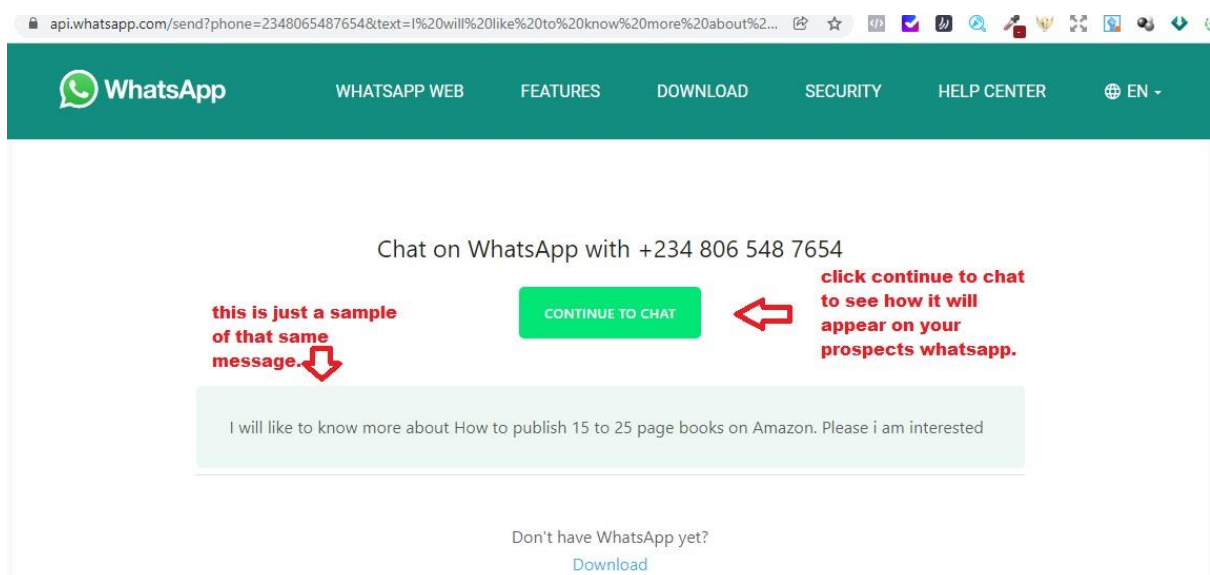 api.whatsapp.com/send?phone=2348065487654&text=I%20will%20like%20to%20know%20more%20about%2...
WhatsApp
WHATSAPP WEB
FEATURES
DOWNLOAD
SECURITY
HELP CENTER
EN
Chat on WhatsApp with +234 806 548 7654
CONTINUE TO CHAT
click continue to chat
to see how it will
appear on your
prospects whatsapp.
this is just a sample
of that same
message.
I will like to know more about How to publish 15 to 25 page books on Amazon. Please i am interested
Don't have WhatsApp yet?
Download